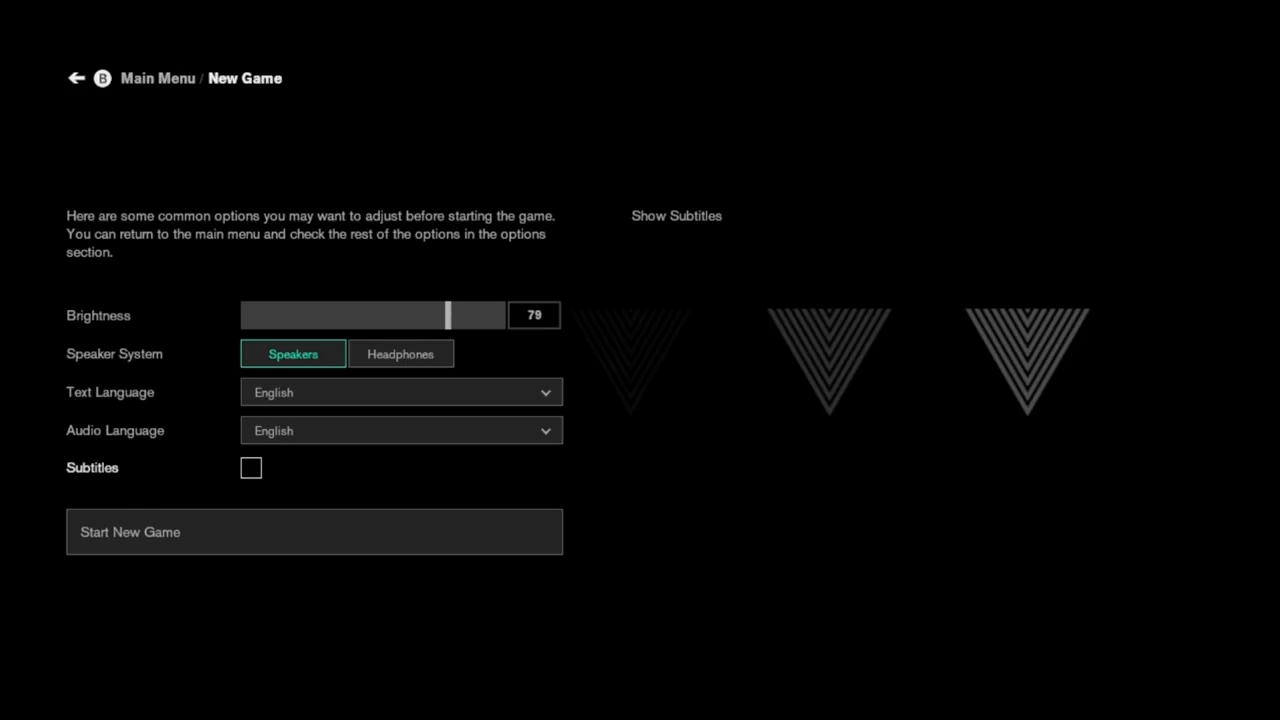 B Main Menu / New Game
Here are some common options you may want to adjust before starting the game.
You can return to the main menu and check the rest of the options in the options
section.
Show Subtitles
Brightness 79
Speaker System Speakers Headphones
Text Language English
Audio Language English
Subtitles
Start New Game